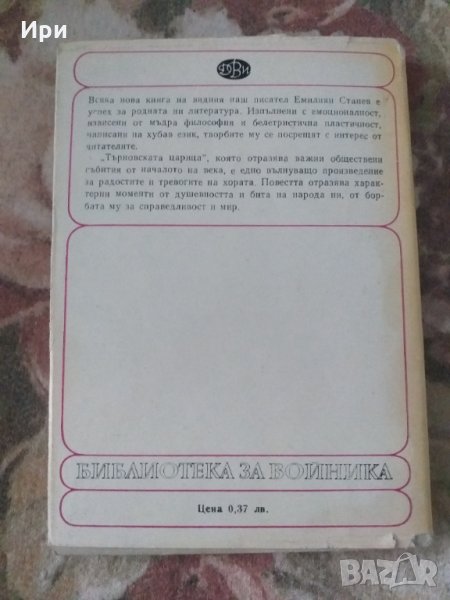 Ири
ДВИ
Всяка нова книга на видния наш писател Емилиян Станев е
успех за родната ни литература. Изпълнени с емоционалност,
наситени от мъдра философия и белетристична пластичност,
написани на хубав език, творбите му се посрещат с интерес от
читателите.
„Търновската царица", която отразява важни обществени
събития от началото на века, е едно вълнуващо произведение
за радостите и тревогите на хората. Повестта отразява харак-
терни моменти от душевността и бита на народа ни, от бор-
бата му за справедливост и мир.
БИБЛИОТЕКА ЗА ВОЙНИКА
Цена 0,37 лв.
BAZAR